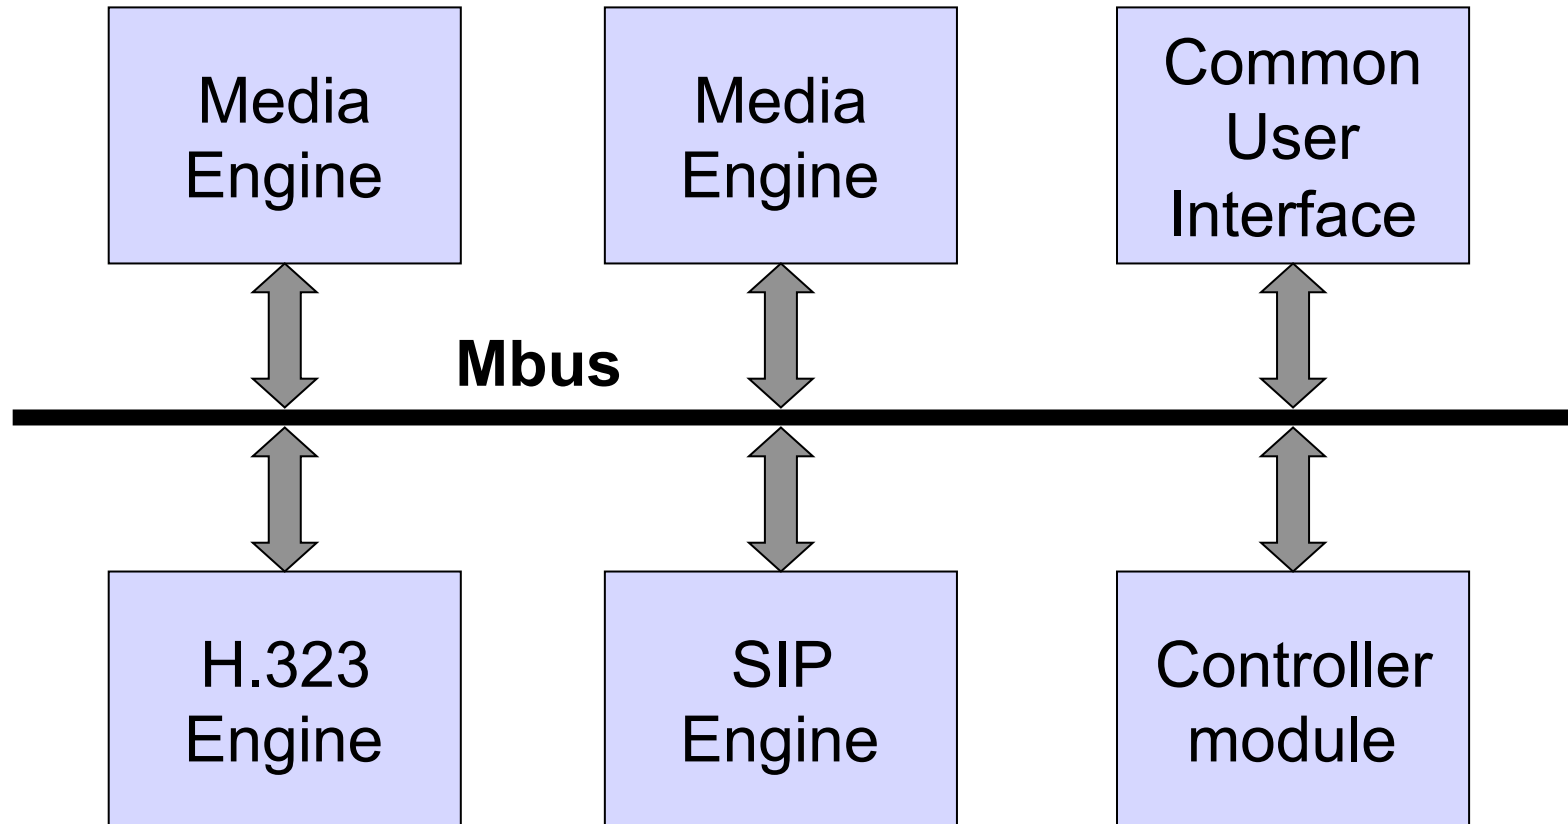 Media
Engine
Media
Engine
Common
User
Interface
Mbus
H.323
Engine
SIP
Engine
Controller
module